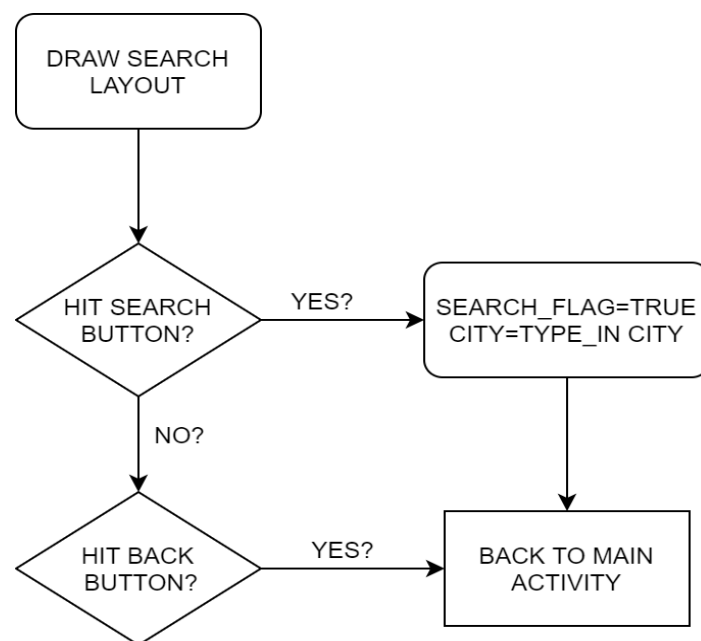 DRAW SEARCH
LAYOUT
HIT SEARCH
BUTTON?
YES?
SEARCH_FLAG=TRUE
CITY=TYPE_IN CITY
NO?
HIT BACK
BUTTON?
YES?
BACK TO MAIN
ACTIVITY